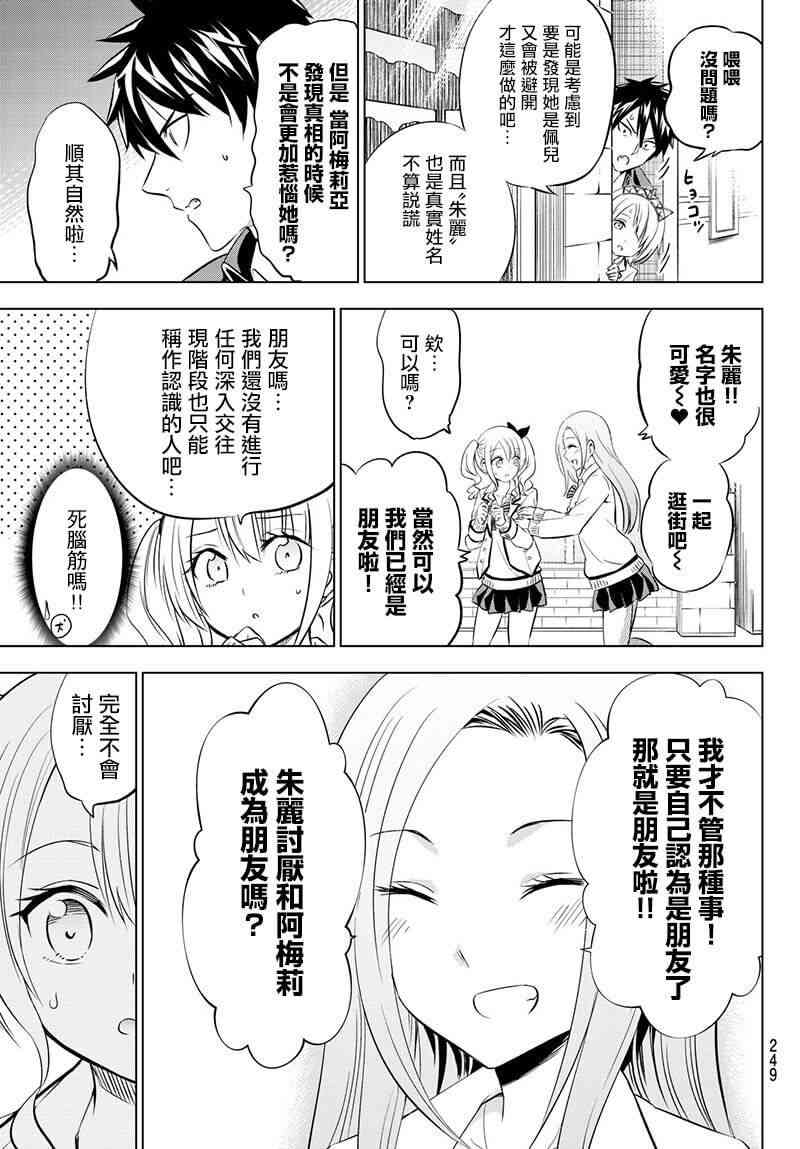 喂喂
沒問題嗎?
ヒョコッ
可能是考慮到
要是發現她是佩兒
又會被避開
才這麼做的吧…
而且“朱麗”
也是真實姓名
不算說謊
但是 當阿梅莉亞
發現真相的時候
不是會更加惹惱她嗎?
順其自然啦…
朱麗!!
名字也很
可愛～♥
一起
逛街吧～
欸…
可以嗎?
當然可以
我們已經是
朋友啦!
朋友嗎…
我們還沒有進行
任何深入交往
現階段也只能
稱作認識的人吧…
死腦筋嗎!!
我才不管那種事!
只要自己認為是朋友了
那就是朋友啦!!
朱麗討厭和阿梅莉
成為朋友嗎?
完全不會
討厭…
249